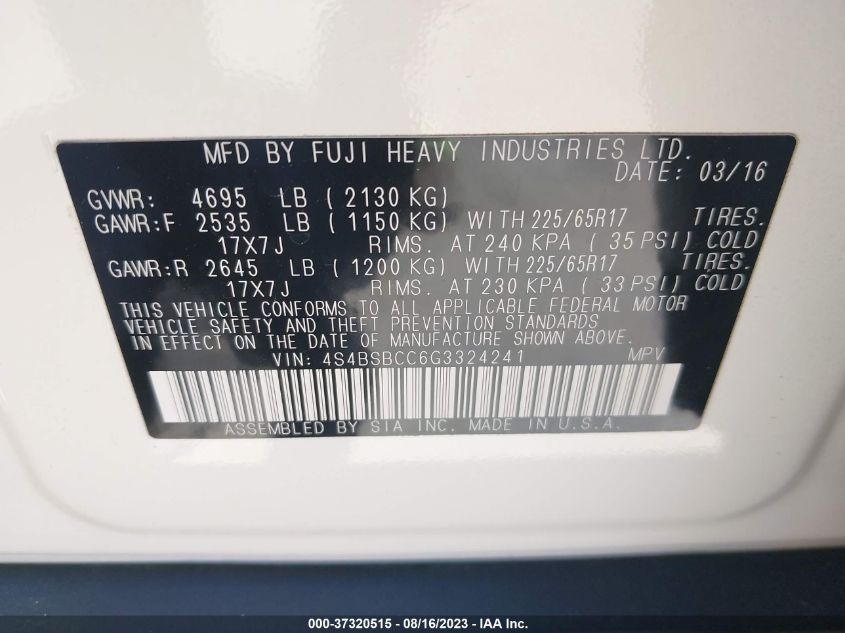 MFD BY FUJI HEAVY INDUSTRIES LTD.
DATE: 03/16
GVWR: 4695 LB ( 2130 KG)
GAWR:F 2535 LB ( 1150 KG) WITH 225/65R17 TIRES.
17X7J RIMS. AT 240 KPA ( 35 PSI) COLD
GAWR:R 2645 LB ( 1200 KG) WITH 225/65R17 TIRES.
17X7J RIMS. AT 230 KPA ( 33 PSI) COLD
THIS VEHICLE CONFORMS TO ALL APPLICABLE FEDERAL MOTOR
VEHICLE SAFETY AND THEFT PREVENTION STANDARDS
IN EFFECT ON THE DATE OF MANUFACTURE SHOWN ABOVE.
VIN: 4S4BSBCC6G3324241 MPV
ASSEMBLED BY SIA INC. MADE IN U.S.A.
000-37320515 - 08/16/2023 - IAA Inc.